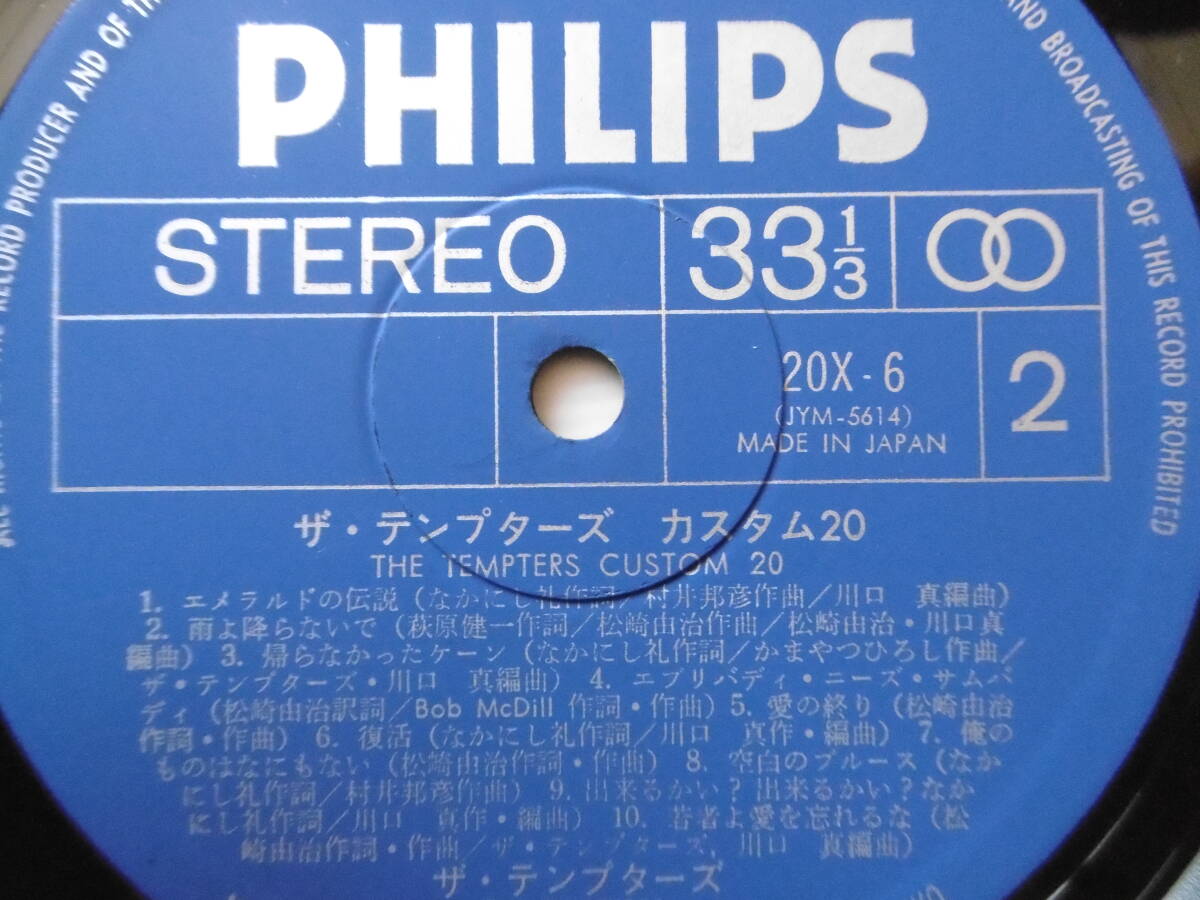 PHILIPS
STEREO
33 1/3
20X-6
(JYM-5614)
MADE IN JAPAN
2
ザ・テンプターズ カスタム20
THE TEMPTERS CUSTOM 20
1. エメラルドの伝説(なかにし礼作詞/村井邦彦作曲/川口 真編曲)
2. 雨よ降らないで(萩原健一作詞/松崎由治作曲/松崎由治・川口真
編曲) 3. 帰らなかったケーン(なかにし礼作詞/かまやつひろし作曲/
ザ・テンプターズ・川口 真編曲) 4. エブリバディ・ニーズ・サムバ
ディ(松崎由治訳詞/Bob McDill 作詞・作曲) 5. 愛の終り(松崎由治
作詞・作曲) 6. 復活(なかにし礼作詞/川口 真作・編曲) 7. 俺の
ものはなにもない(松崎由治作詞・作曲) 8. 空白のブルース(なか
にし礼作詞/村井邦彦作曲) 9. 出来るかい?出来るかい?なか
にし礼作詞/川口 真作・編曲) 10. 若者よ愛を忘れるな(松
崎由治作詞・作曲/ザ・テンプターズ, 川口 真編曲)
ザ・テンプターズ
RECORD PRODUCER AND OF TH
AND BROADCASTING OF THIS RECORD PROHIBITED